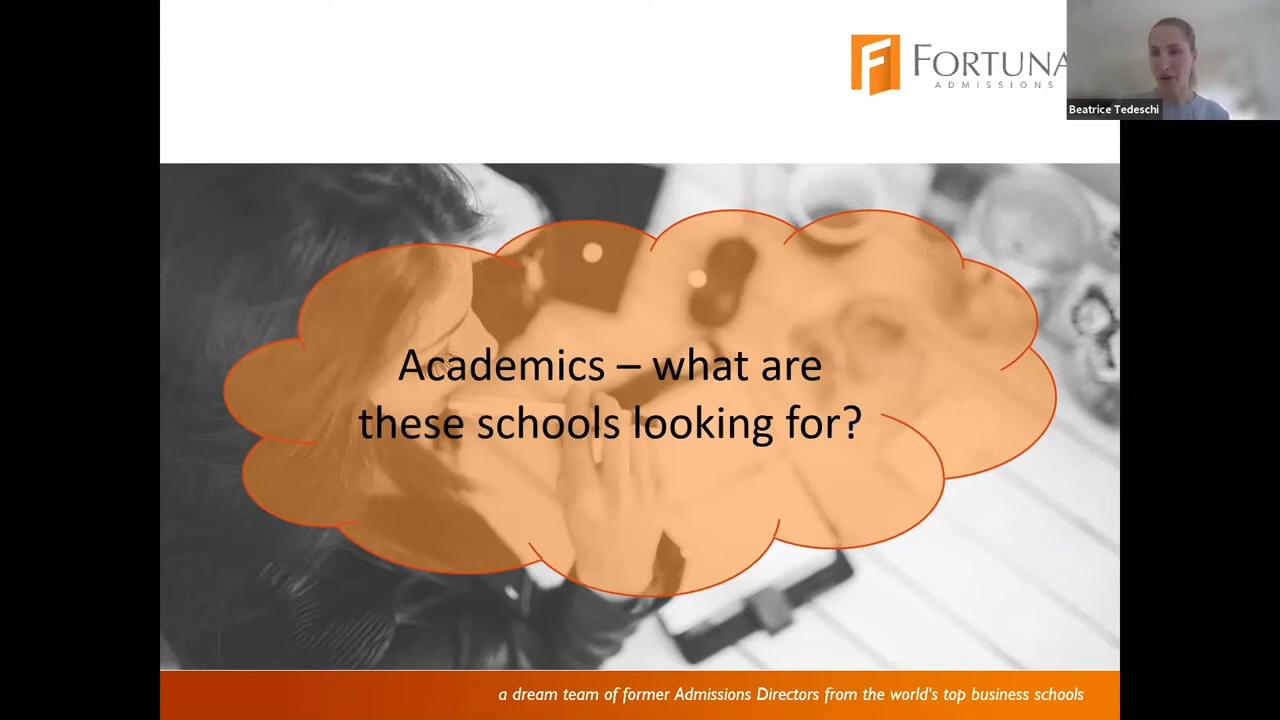 FORTUNA
ADMISSIONS
Beatrice Tedeschi
Academics – what are
these schools looking for?
a dream team of former Admissions Directors from the world's top business schools